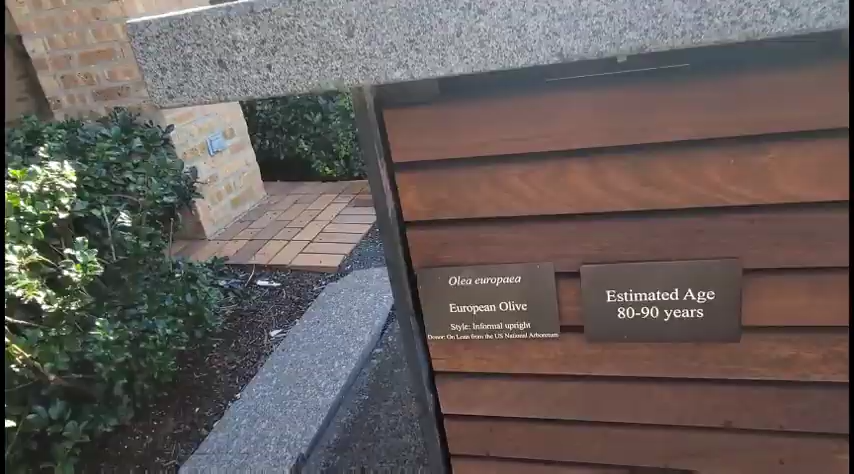 Olea europaea
European Olive
Style: Informal upright
Donor: On Loan from the US National Arboretum
Estimated Age
80-90 years